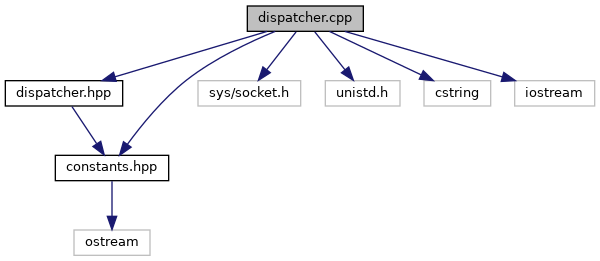 dispatcher.cpp
dispatcher.hpp
sys/socket.h
unistd.h
cstring
iostream
constants.hpp
ostream